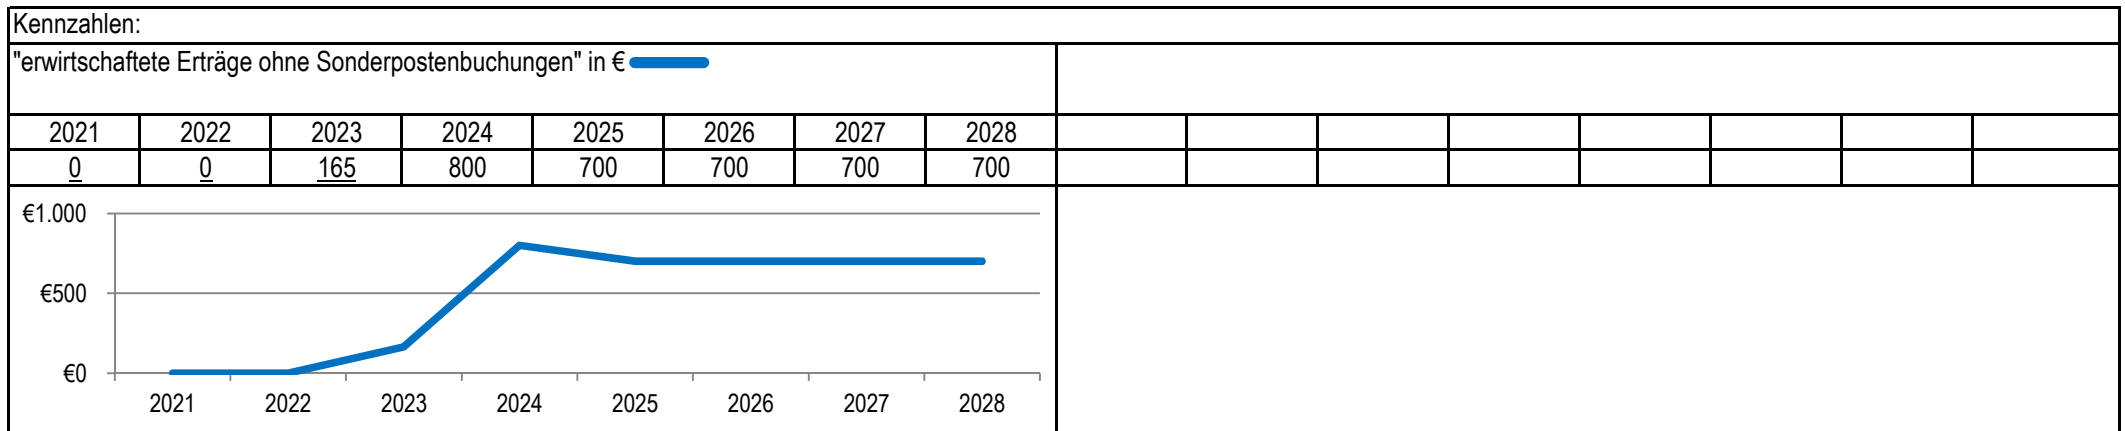 Kennzahlen:
"erwirtschaftete Erträge ohne Sonderpostenbuchungen" in €
2021 2022 2023 2024 2025 2026 2027 2028
0 0 165 800 700 700 700 700
€1.000
€500
€0
2021 2022 2023 2024 2025 2026 2027 2028